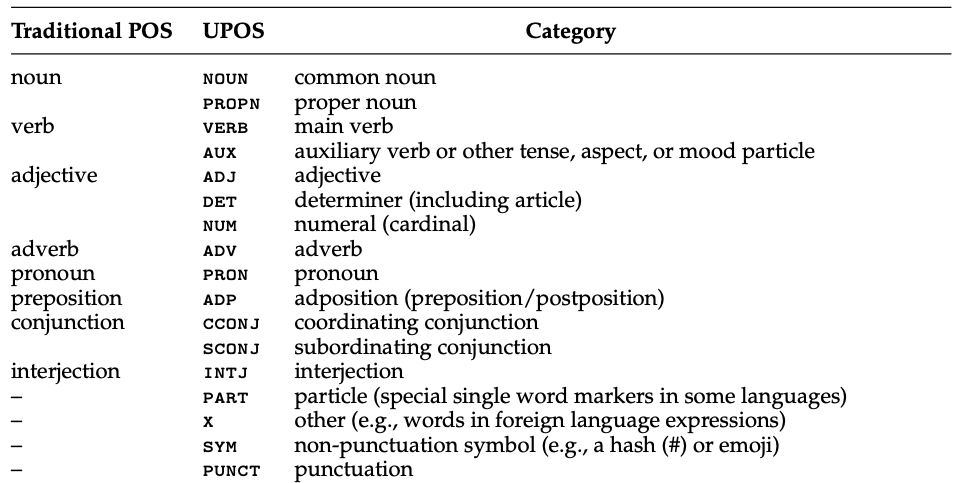 Traditional POS UPOS Category
noun NOUN common noun
PROPN proper noun
verb VERB main verb
AUX auxiliary verb or other tense, aspect, or mood particle
adjective ADJ adjective
DET determiner (including article)
NUM numeral (cardinal)
adverb ADV adverb
pronoun PRON pronoun
preposition ADP adposition (preposition/postposition)
conjunction CCONJ coordinating conjunction
SCONJ subordinating conjunction
interjection INTJ interjection
– PART particle (special single word markers in some languages)
– X other (e.g., words in foreign language expressions)
– SYM non-punctuation symbol (e.g., a hash (#) or emoji)
– PUNCT punctuation